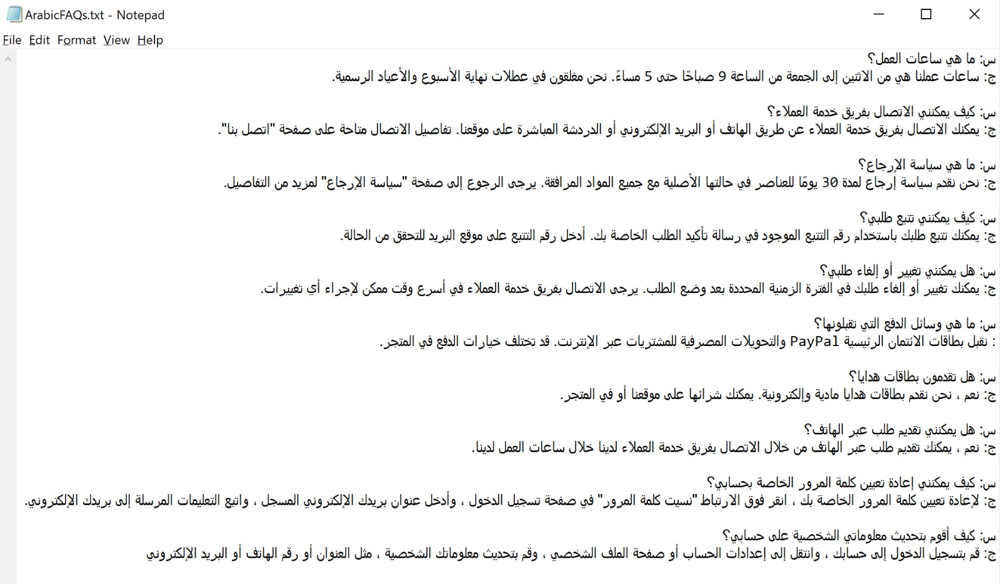 ArabicFAQs.txt - Notepad
File Edit Format View Help
س: ما هي ساعات العمل؟
ج: ساعات عملنا هي من الاثنين إلى الجمعة من الساعة 9 صباحًا حتى 5 مساءً. نحن مغلقون في عطلات نهاية الأسبوع والأعياد الرسمية.
س: كيف يمكنني الاتصال بفريق خدمة العملاء؟
ج: يمكنك الاتصال بفريق خدمة العملاء عن طريق الهاتف أو البريد الإلكتروني أو الدردشة المباشرة على موقعنا. تفاصيل الاتصال متاحة على صفحة "اتصل بنا".
س: ما هي سياسة الإرجاع؟
ج: نحن نقدم سياسة إرجاع لمدة 30 يومًا للعناصر في حالتها الأصلية مع جميع المواد المرافقة. يرجى الرجوع إلى صفحة "سياسة الإرجاع" لمزيد من التفاصيل.
س: كيف يمكنني تتبع طلبي؟
ج: يمكنك تتبع طلبك باستخدام رقم التتبع الموجود في رسالة تأكيد الطلب الخاصة بك. أدخل رقم التتبع على موقع البريد للتحقق من الحالة.
س: هل يمكنني تغيير أو إلغاء طلبي؟
ج: يمكنك تغيير أو إلغاء طلبك في الفترة الزمنية المحددة بعد وضع الطلب. يرجى الاتصال بفريق خدمة العملاء في أسرع وقت ممكن لإجراء أي تغييرات.
س: ما هي وسائل الدفع التي تقبلونها؟
: نقبل بطاقات الائتمان الرئيسية PayPal والتحويلات المصرفية للمشتريات عبر الإنترنت. قد تختلف خيارات الدفع في المتجر.
س: هل تقدمون بطاقات هدايا؟
ج: نعم ، نحن نقدم بطاقات هدايا مادية وإلكترونية. يمكنك شرائها على موقعنا أو في المتجر.
س: هل يمكنني تقديم طلب عبر الهاتف؟
ج: نعم ، يمكنك تقديم طلب عبر الهاتف من خلال الاتصال بفريق خدمة العملاء لدينا خلال ساعات العمل لدينا.
س: كيف يمكنني إعادة تعيين كلمة المرور الخاصة بحسابي؟
ج: لإعادة تعيين كلمة المرور الخاصة بك ، انقر فوق الارتباط "نسيت كلمة المرور" في صفحة تسجيل الدخول ، وأدخل عنوان بريدك الإلكتروني المسجل ، واتبع التعليمات المرسلة إلى بريدك الإلكتروني.
س: كيف أقوم بتحديث معلوماتي الشخصية على حسابي؟
ج: قم بتسجيل الدخول إلى حسابك ، وانتقل إلى إعدادات الحساب أو صفحة الملف الشخصي ، وقم بتحديث معلوماتك الشخصية ، مثل العنوان أو رقم الهاتف أو البريد الإلكتروني